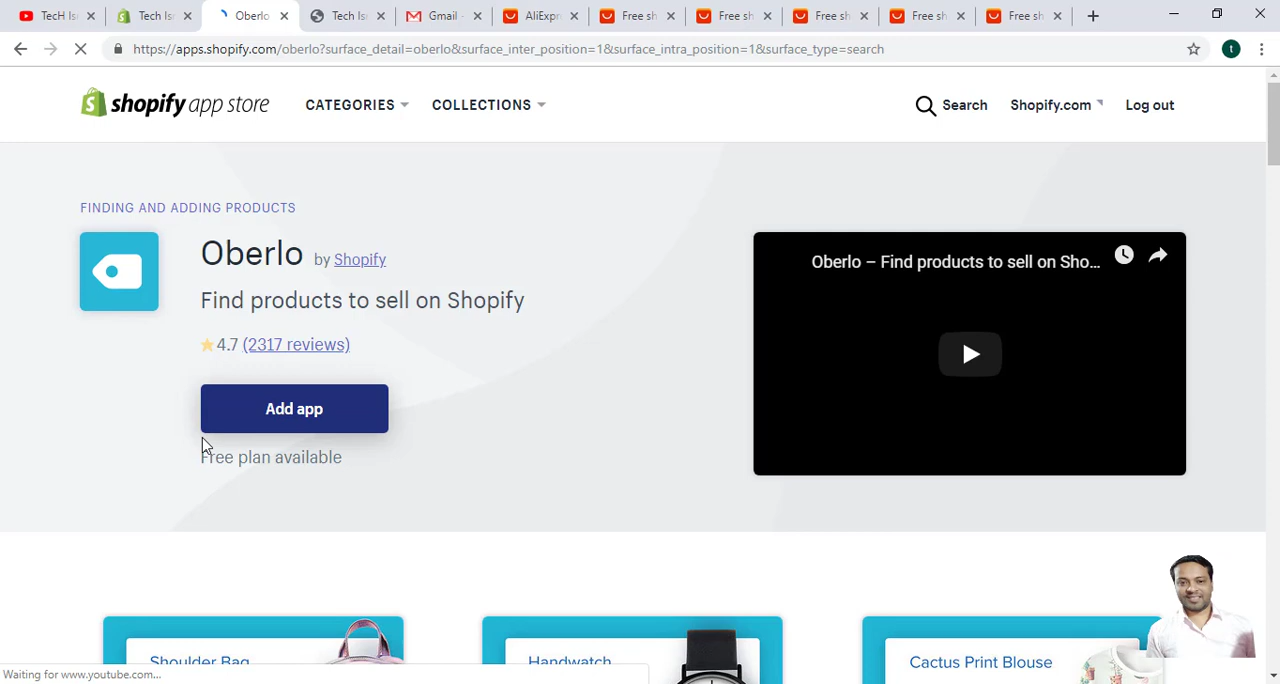 TecH Is
Tech Is
Oberlo
Tech Is
Gmail -
AliExpr
Free sh
Free sh
Free sh
Free sh
Free sh
https://apps.shopify.com/oberlo?surface_detail=oberlo&surface_inter_position=1&surface_intra_position=1&surface_type=search
t
shopify app store
CATEGORIES
COLLECTIONS
Search
Shopify.com
Log out
FINDING AND ADDING PRODUCTS
Oberlo by Shopify
Find products to sell on Shopify
4.7 (2317 reviews)
Add app
Free plan available
Oberlo – Find products to sell on Sho...
Shoulder Bag
Handwatch
Cactus Print Blouse
Waiting for www.youtube.com...